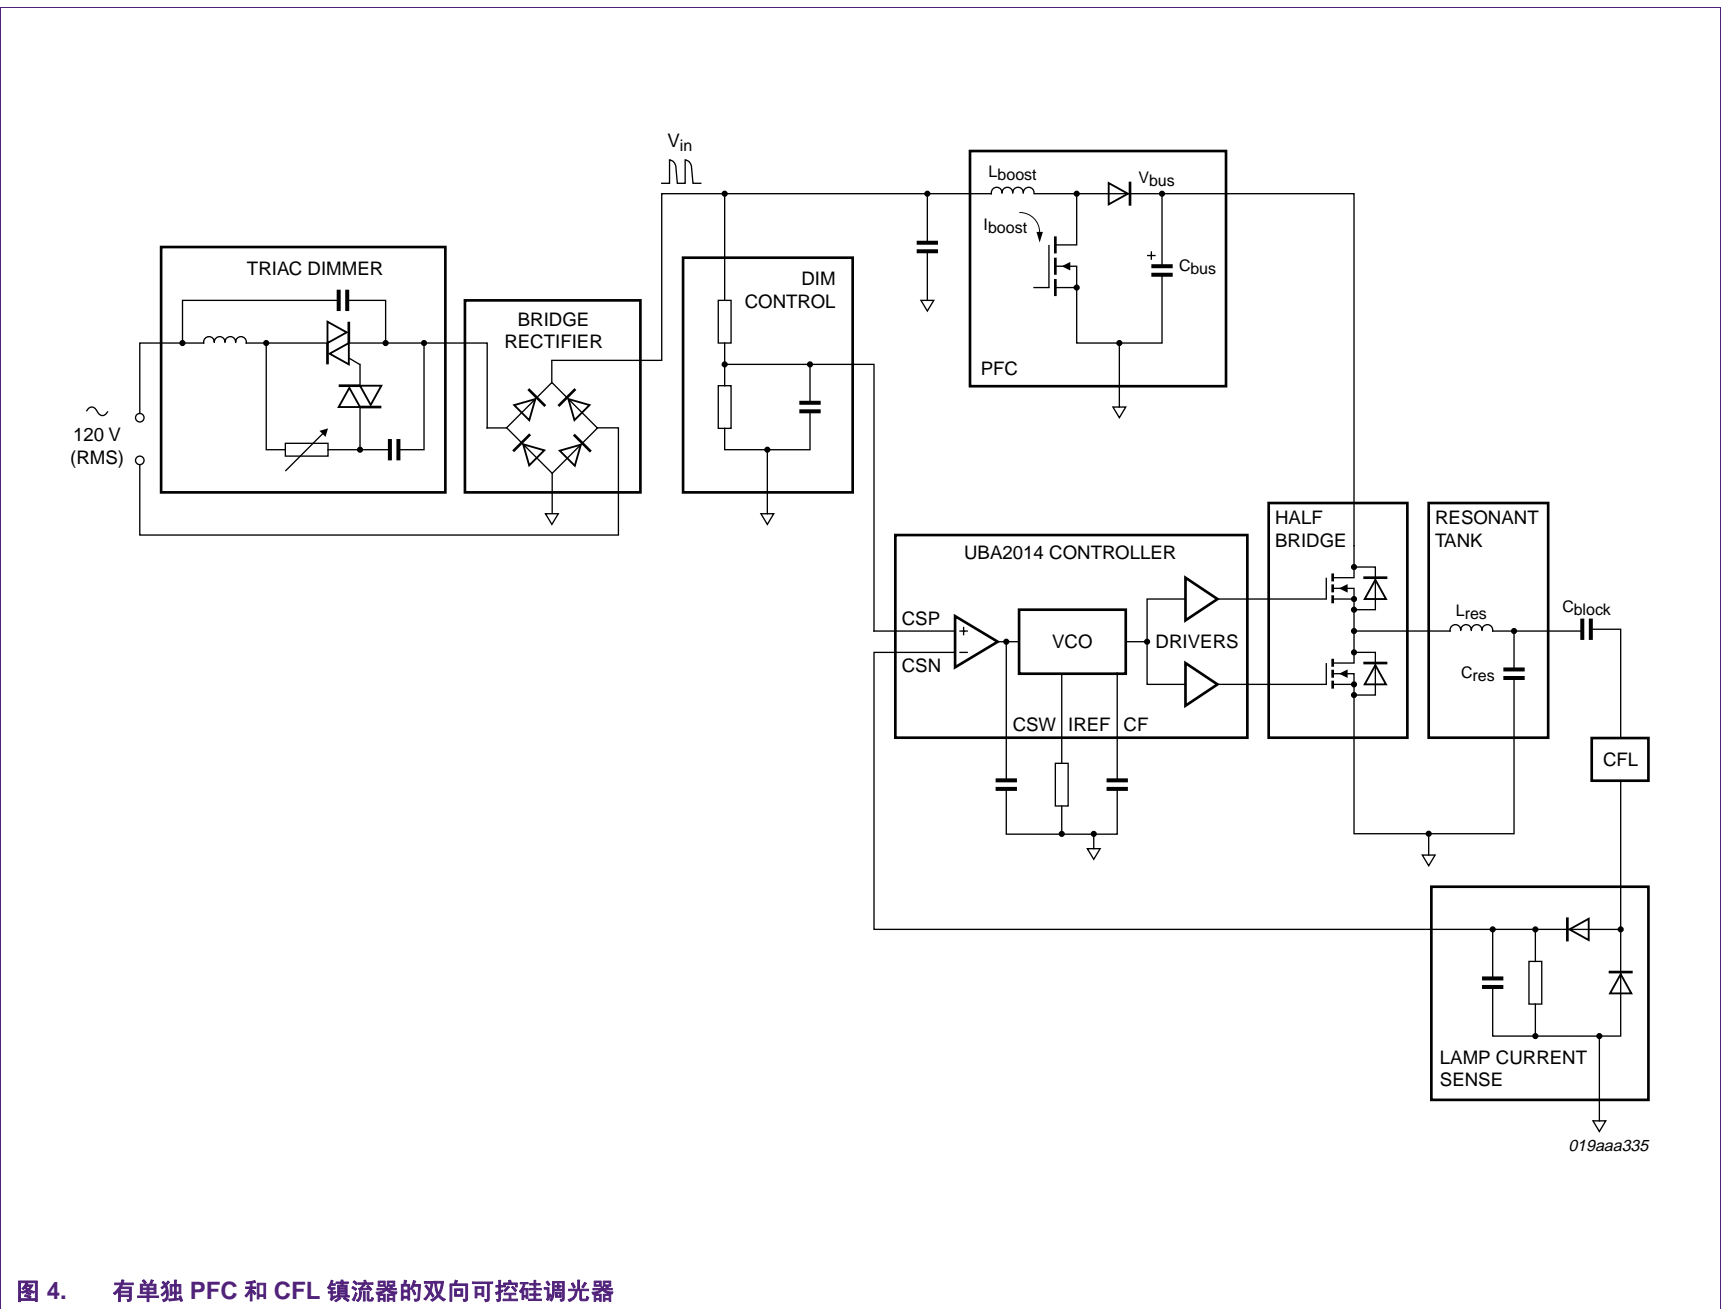 Vin
Lboost
Vbus
Iboost
Cbus
+
PFC
TRIAC DIMMER
BRIDGE
RECTIFIER
DIM
CONTROL
120 V
(RMS)
UBA2014 CONTROLLER
CSP
CSN
+
−
VCO
DRIVERS
CSW
IREF
CF
HALF
BRIDGE
RESONANT
TANK
Lres
Cres
Cblock
CFL
LAMP CURRENT
SENSE
019aaa335
图 4. 有单独 PFC 和 CFL 镇流器的双向可控硅调光器